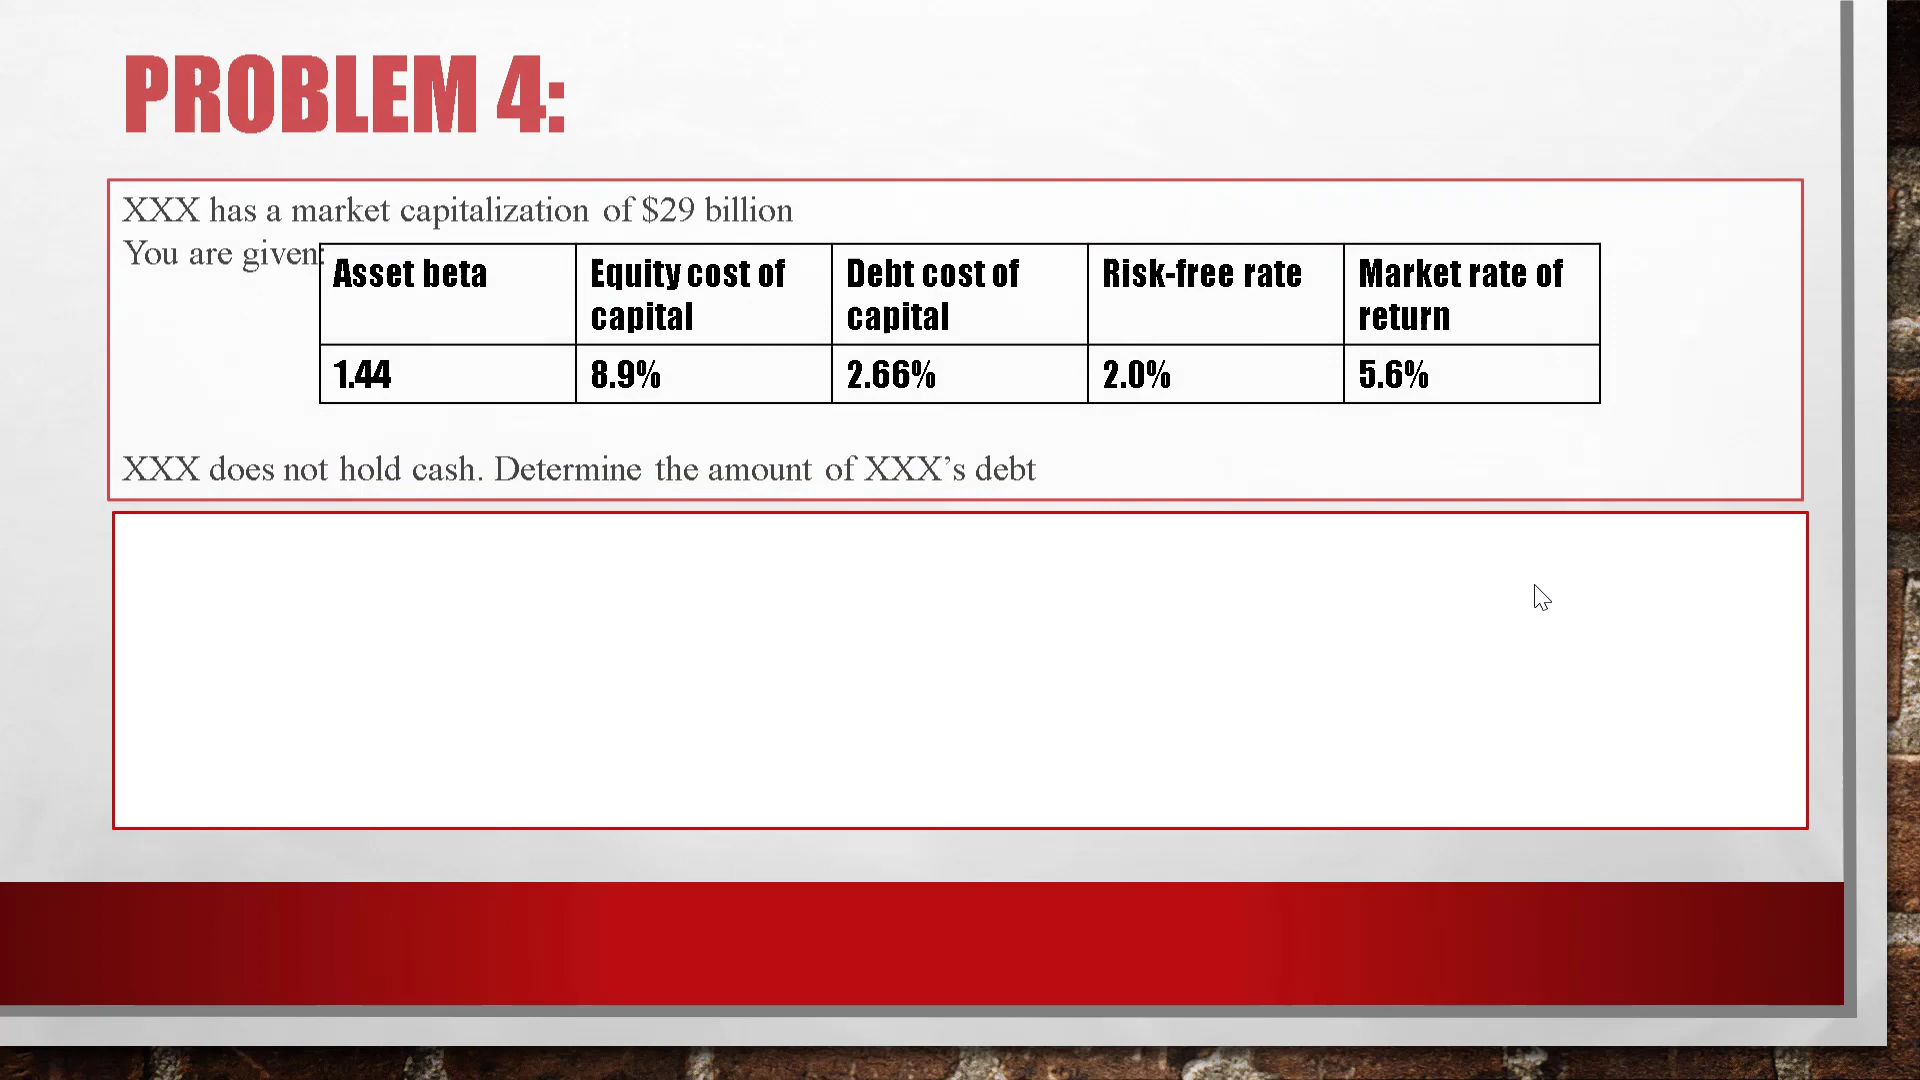 PROBLEM 4:
XXX has a market capitalization of $29 billion
You are given:
Asset beta
Equity cost of capital
Debt cost of capital
Risk-free rate
Market rate of return
1.44
8.9%
2.66%
2.0%
5.6%
XXX does not hold cash. Determine the amount of XXX’s debt